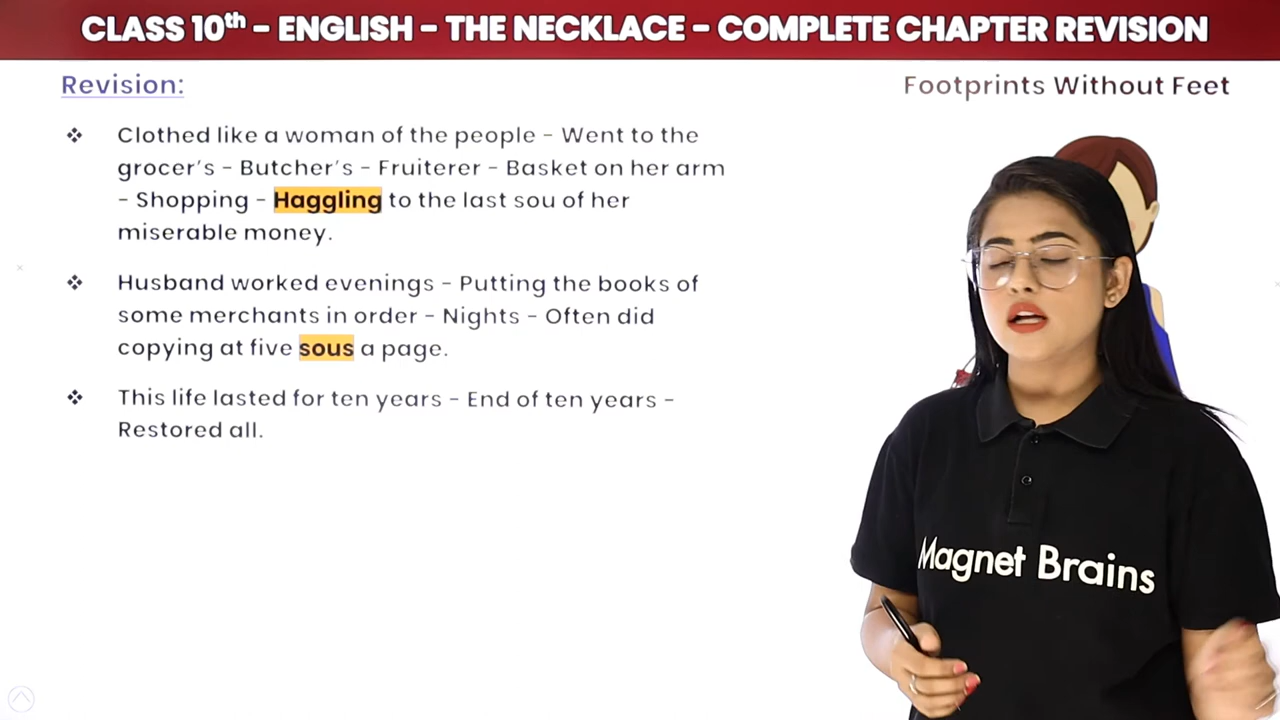 CLASS 10th – ENGLISH – THE NECKLACE – COMPLETE CHAPTER REVISION
Revision:
Footprints Without Feet
❖ Clothed like a woman of the people – Went to the
grocer’s – Butcher’s – Fruiterer – Basket on her arm
– Shopping – Haggling to the last sou of her
miserable money.
❖ Husband worked evenings – Putting the books of
some merchants in order – Nights – Often did
copying at five sous a page.
❖ This life lasted for ten years – End of ten years –
Restored all.
Magnet Brains